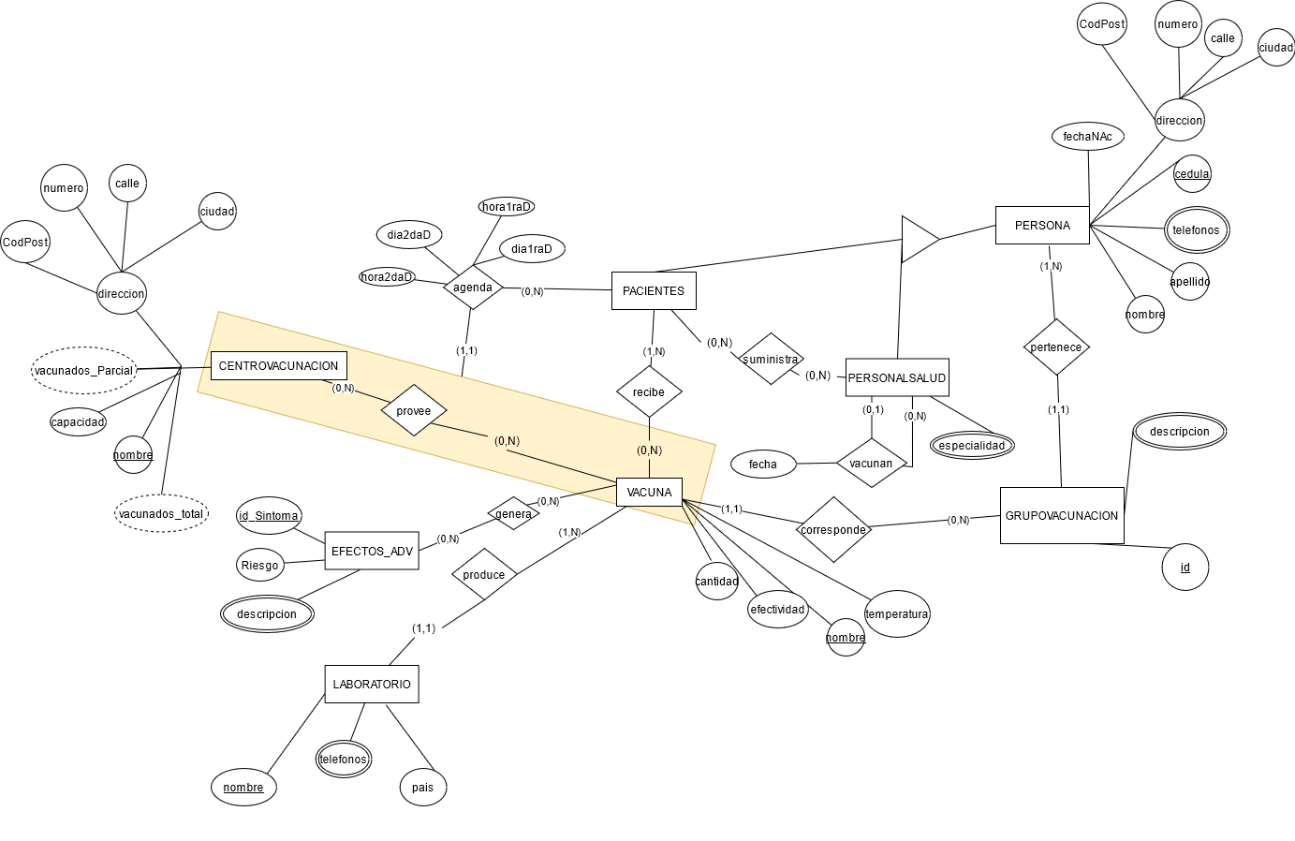 CodPost
numero
calle
ciudad
direccion
fechaNAc
cedula
telefonos
apellido
nombre
PERSONA
(1,N)
pertenece
(1,1)
numero
calle
ciudad
CodPost
direccion
vacunados_Parcial
capacidad
nombre
vacunados_total
CENTROVACUNACION
(0,N)
provee
(0,N)
hora1raD
dia2daD
dia1raD
hora2daD
agenda
(0,N)
(1,1)
PACIENTES
(1,N)
recibe
(0,N)
(0,N)
suministra
(0,N)
PERSONALSALUD
(0,1)
(0,N)
especialidad
fecha
vacunan
descripcion
VACUNA
(1,1)
corresponde
(0,N)
GRUPOVACUNACION
id
(0,N)
genera
(0,N)
id_Sintoma
EFECTOS_ADV
Riesgo
descripcion
(1,N)
produce
(1,1)
cantidad
efectividad
nombre
temperatura
LABORATORIO
telefonos
nombre
pais